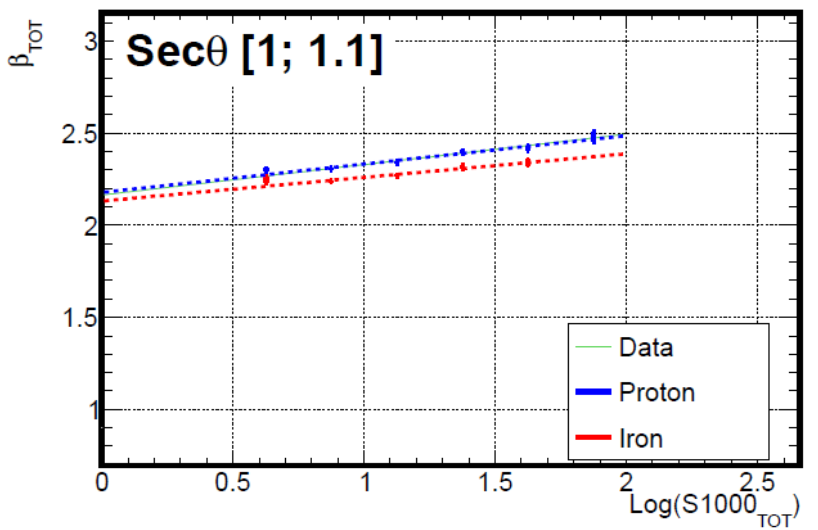 Secθ [1; 1.1]
β_TOT
3
2.5
2
1.5
1
0 0.5 1 1.5 2 2.5
Log(S1000_TOT)
Data
Proton
Iron